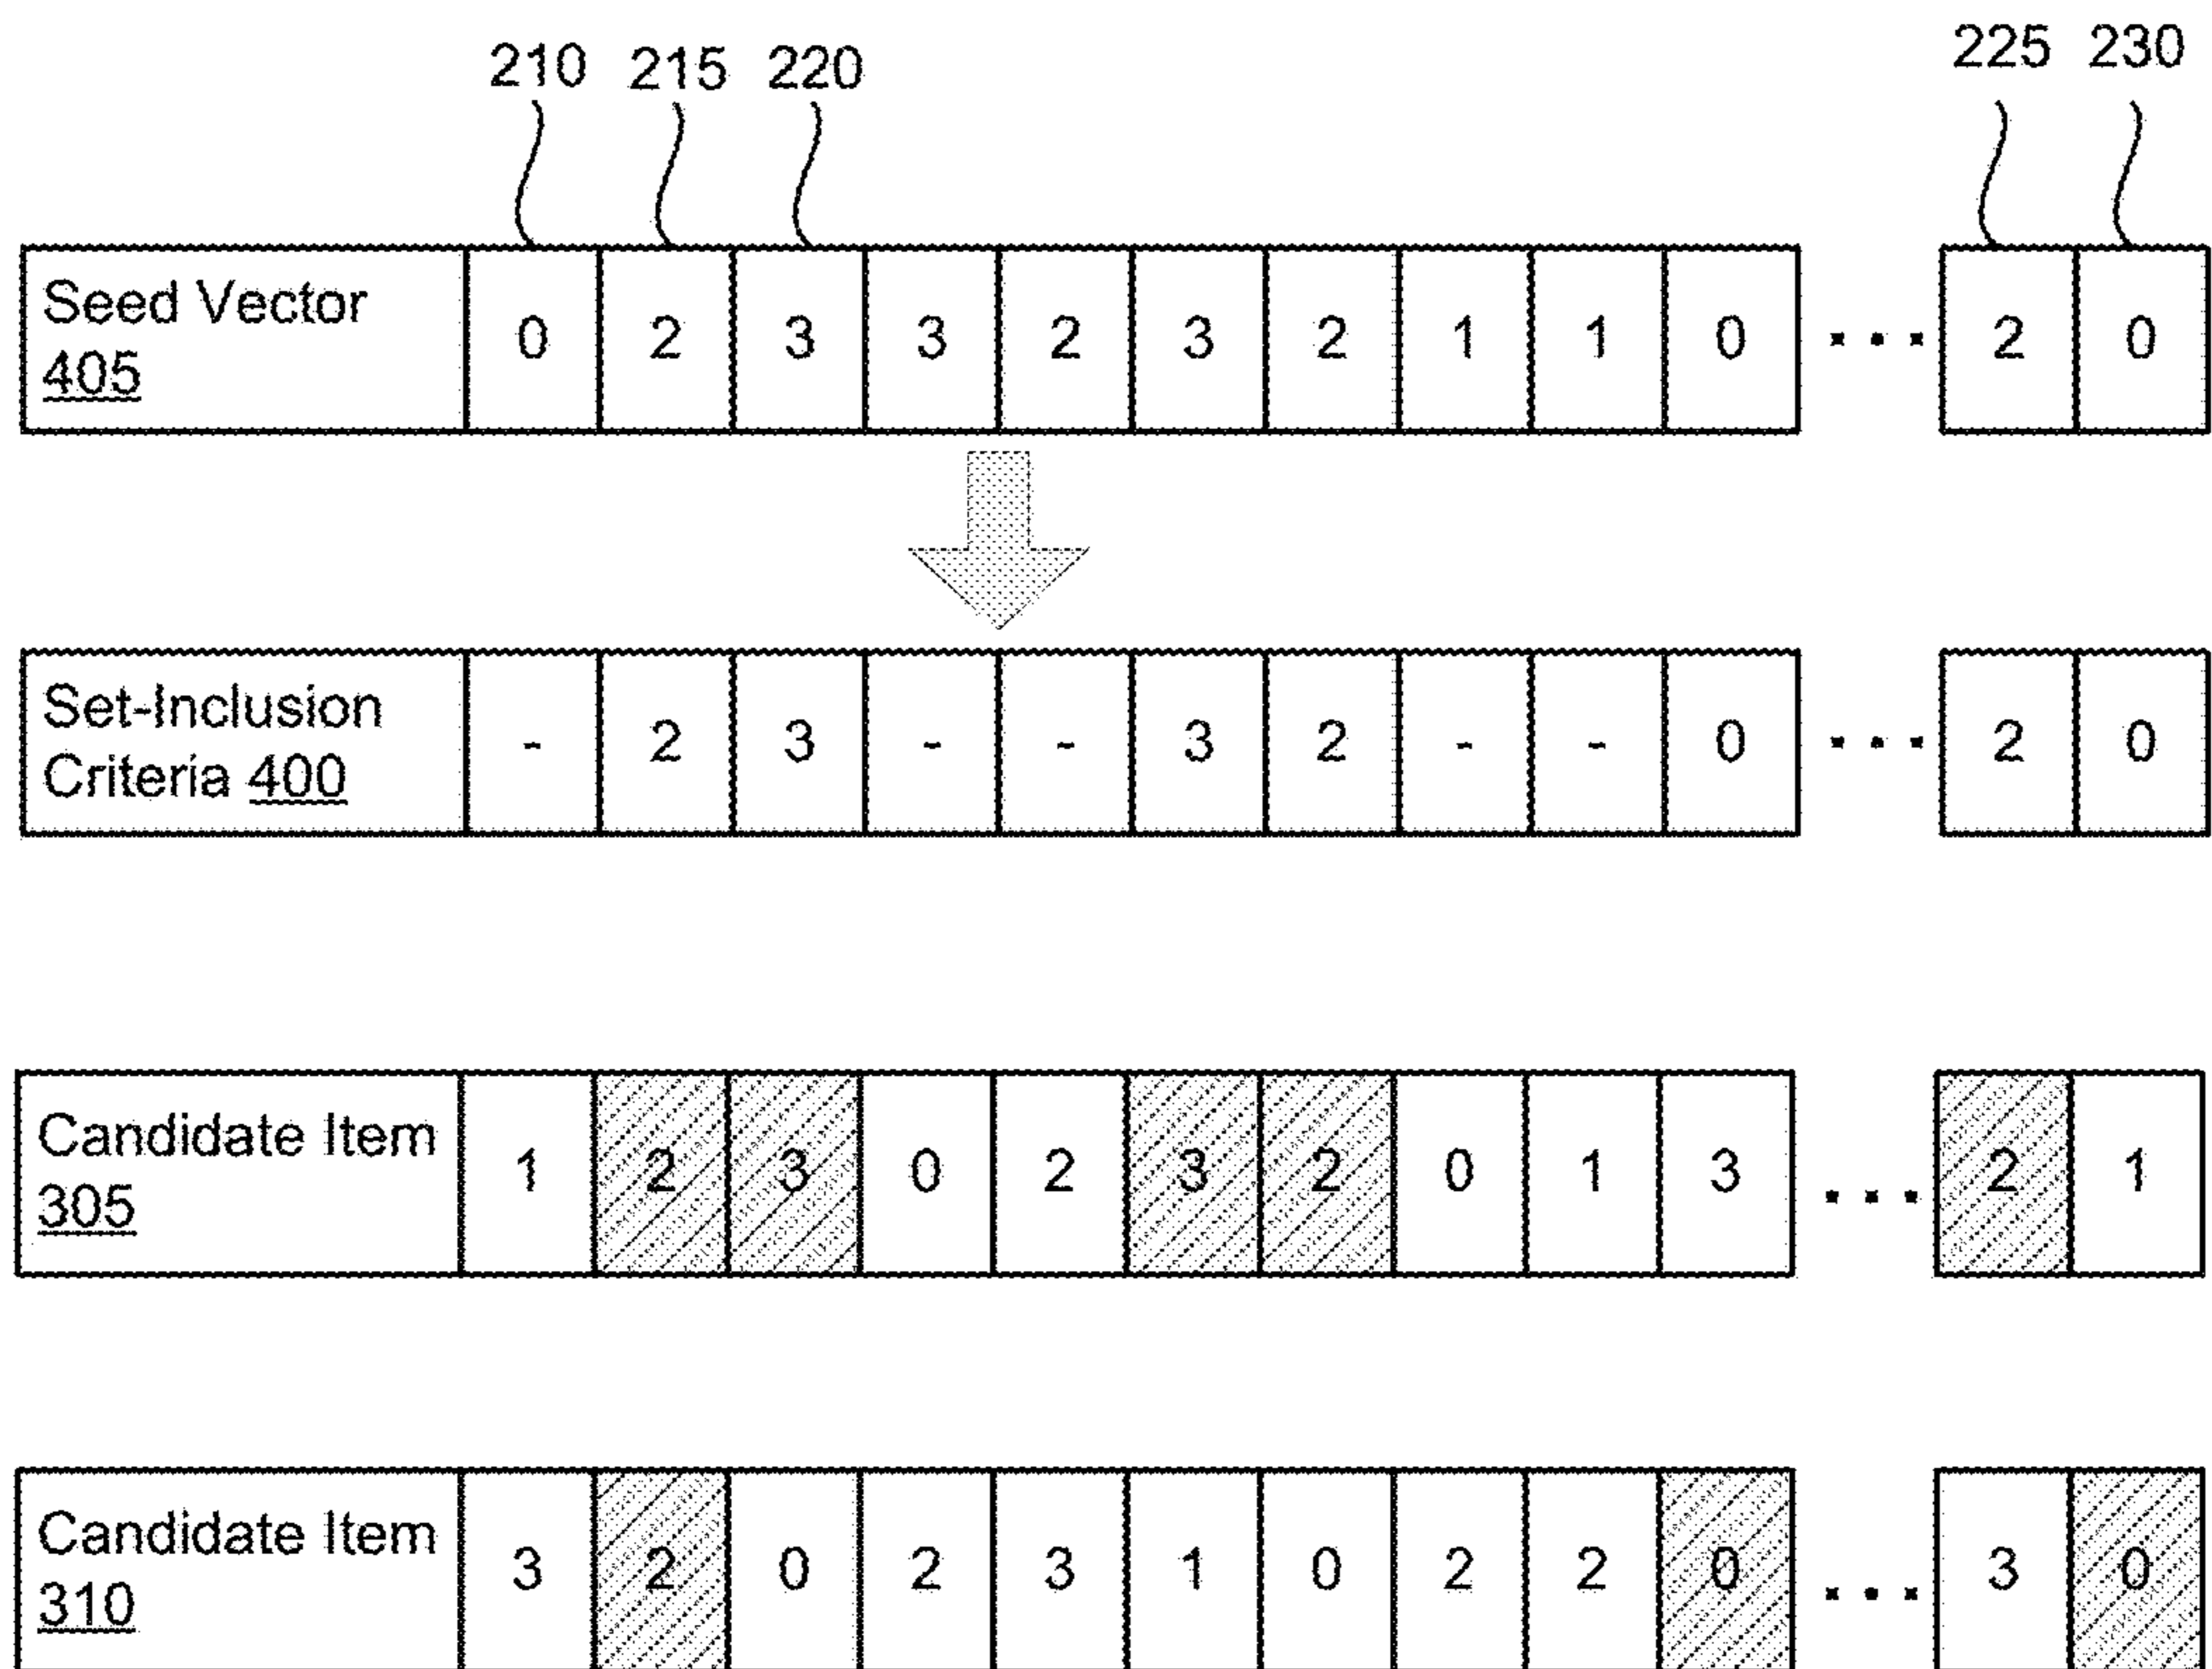 210 215 220 225 230
Seed Vector
405
0 2 3 3 2 3 2 1 1 0 ... 2 0
Set-Inclusion
Criteria 400
- 2 3 - - 3 2 - - 0 ... 2 0
Candidate Item
305
1 2 3 0 2 3 2 0 1 3 ... 2 1
Candidate Item
310
3 2 0 2 3 1 0 2 2 0 ... 3 0